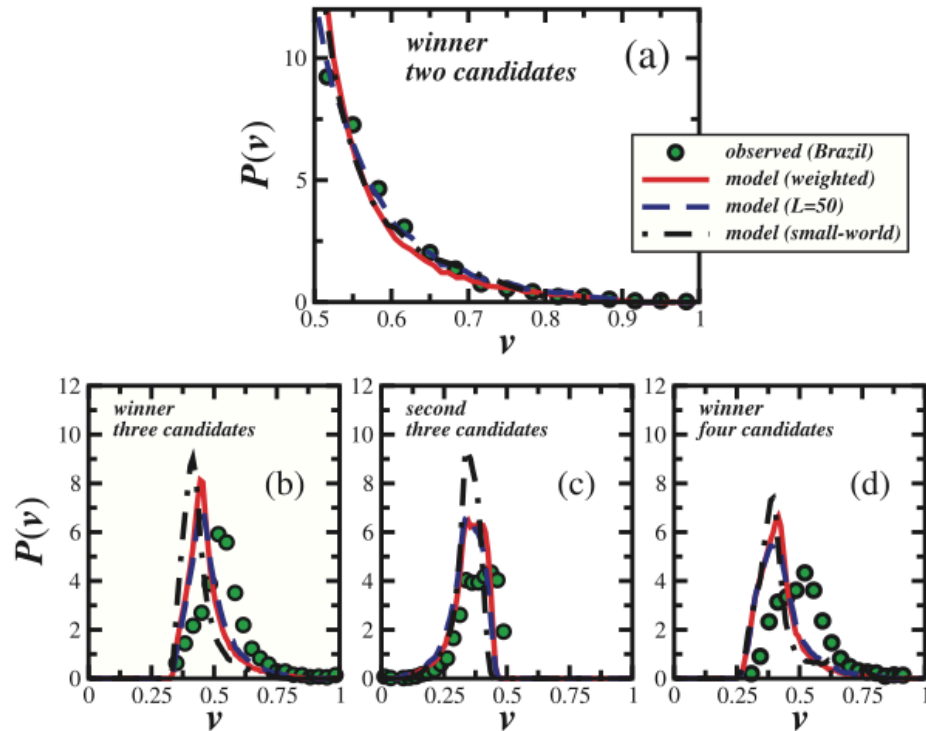 winner
two candidates
(a)
10
5
0
P(v)
0.5 0.6 0.7 0.8 0.9 1
v
observed (Brazil)
model (weighted)
model (L=50)
model (small-world)
winner
three candidates
(b)
12
10
8
6
4
2
0
P(v)
0 0.25 0.5 0.75 1
v
second
three candidates
(c)
12
10
8
6
4
2
0
0 0.25 0.5 0.75 1
v
winner
four candidates
(d)
12
10
8
6
4
2
0
0 0.25 0.5 0.75 1
v